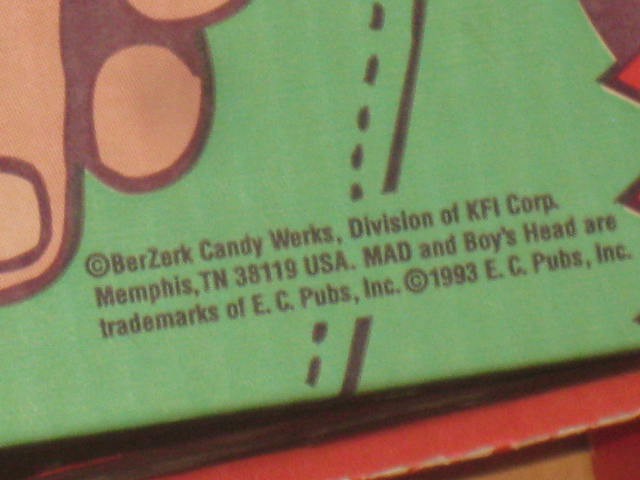 ©BerZerk Candy Werks, Division of KFI Corp.
Memphis,TN 38119 USA. MAD and Boy's Head are
trademarks of E. C. Pubs, Inc. ©1993 E. C. Pubs, Inc.